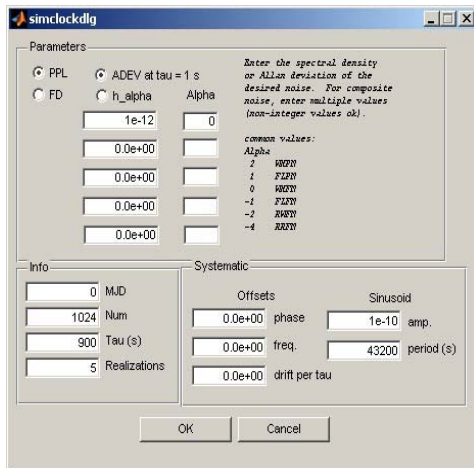 simclockdlg
Parameters
PPL
ADEV at tau = 1 s
FD
h_alpha
Alpha
1e-12
0
0.0e+00
0.0e+00
0.0e+00
0.0e+00
Enter the spectral density
or Allan deviation of the
desired noise. For composite
noise, enter multiple values
(non-integer values ok).
common values:
Alpha
2 WHPN
1 FLPN
0 WHFN
-1 FLFN
-2 RWFN
-4 RRFN
Info
0 MJD
1024 Num
900 Tau (s)
5 Realizations
Systematic
Offsets
Sinusoid
0.0e+00 phase
1e-10 amp.
0.0e+00 freq.
43200 period (s)
0.0e+00 drift per tau
OK
Cancel